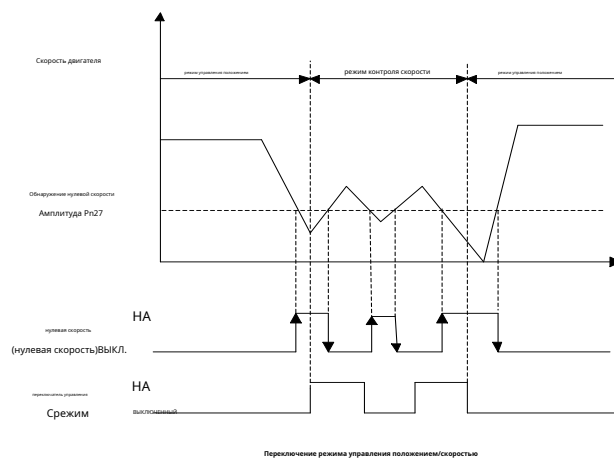 Скорость двигателя
режим управления положением
режим контроля скорости
режим управления положением
Обнаружение нулевой скорости
Амплитуда Pn27
НА
нулевая скорость
(нулевая скорость)ВЫКЛ.
НА
переключатель управления
Срежим
ВЫКЛЮЧЕННЫЙ
Переключение режима управления положением/скоростью